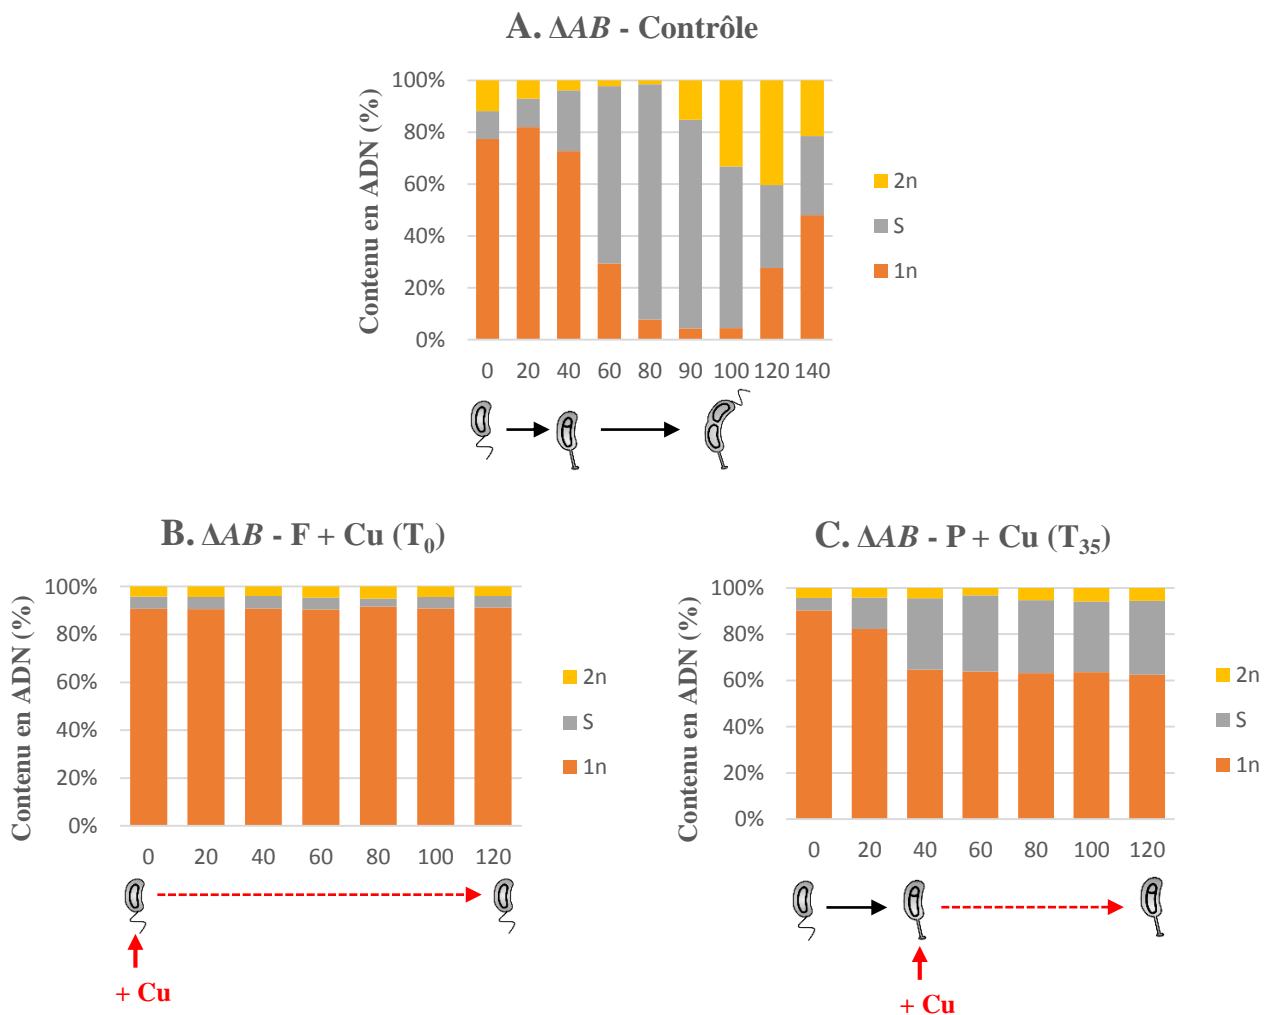 A. ΔAB - Contrôle
Contenu en ADN (%)
100%
80%
60%
40%
20%
0%
0 20 40 60 80 90 100 120 140
2n
S
1n
B. ΔAB - F + Cu (T0)
Contenu en ADN (%)
100%
80%
60%
40%
20%
0%
0 20 40 60 80 100 120
2n
S
1n
+ Cu
C. ΔAB - P + Cu (T35)
Contenu en ADN (%)
100%
80%
60%
40%
20%
0%
0 20 40 60 80 100 120
2n
S
1n
+ Cu